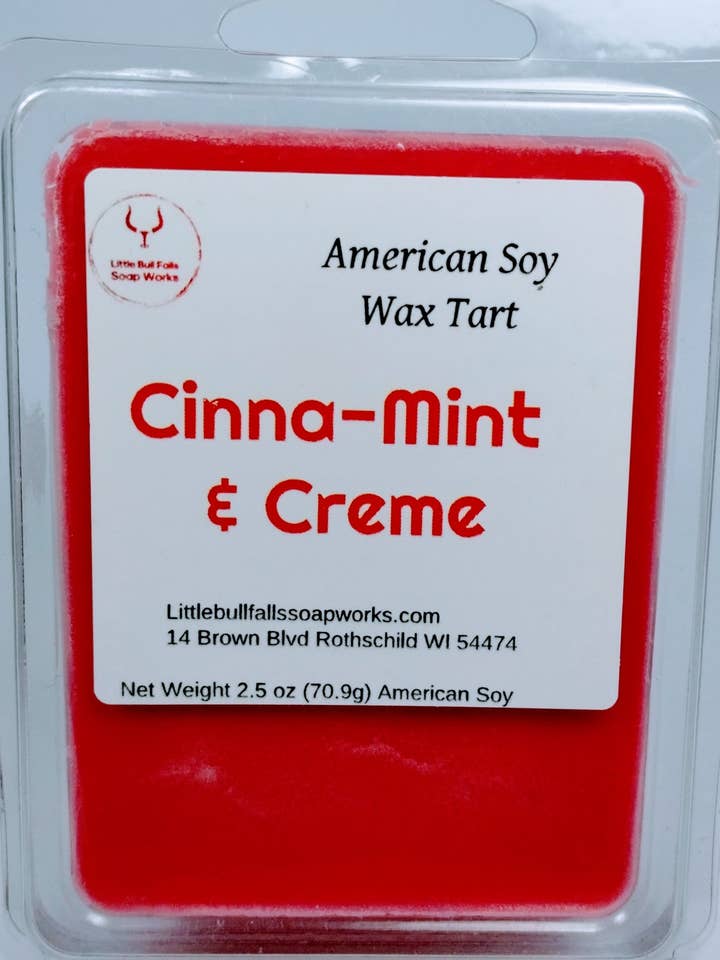 Little Bull Falls
Soap Works
American Soy
Wax Tart
Cinna-Mint
& Creme
Littlebullfallssoapworks.com
14 Brown Blvd Rothschild WI 54474
Net Weight 2.5 oz (70.9g) American Soy